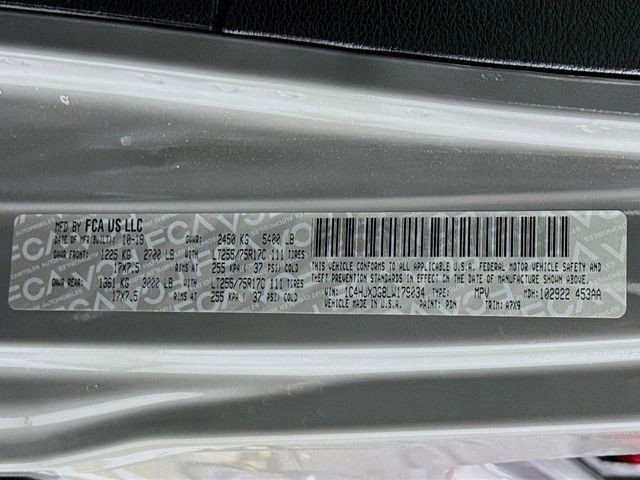 MFD BY FCA US LLC
DATE OF MFR(BUILT): 10-19 GVWR: 2450 KG 5400 LB
GAWR FRONT: 1225 KG 2700 LB LT255/75R17C 111 TIRES
17X7.5 RIMS AT 255 KPA / 37 PSI COLD
GAWR REAR: 1361 KG 3000 LB LT255/75R17C 111 TIRES
17X7.5 RIMS AT 255 KPA / 37 PSI COLD
THIS VEHICLE CONFORMS TO ALL APPLICABLE U.S.A. FEDERAL MOTOR VEHICLE SAFETY AND
THEFT PREVENTION STANDARDS IN EFFECT ON THE DATE OF MANUFACTURE SHOWN ABOVE.
VIN: TYPE: MPV MDH: 102922 453AA
VEHICLE MADE IN U.S.A. PAINT: PDN TRIM: A7X9